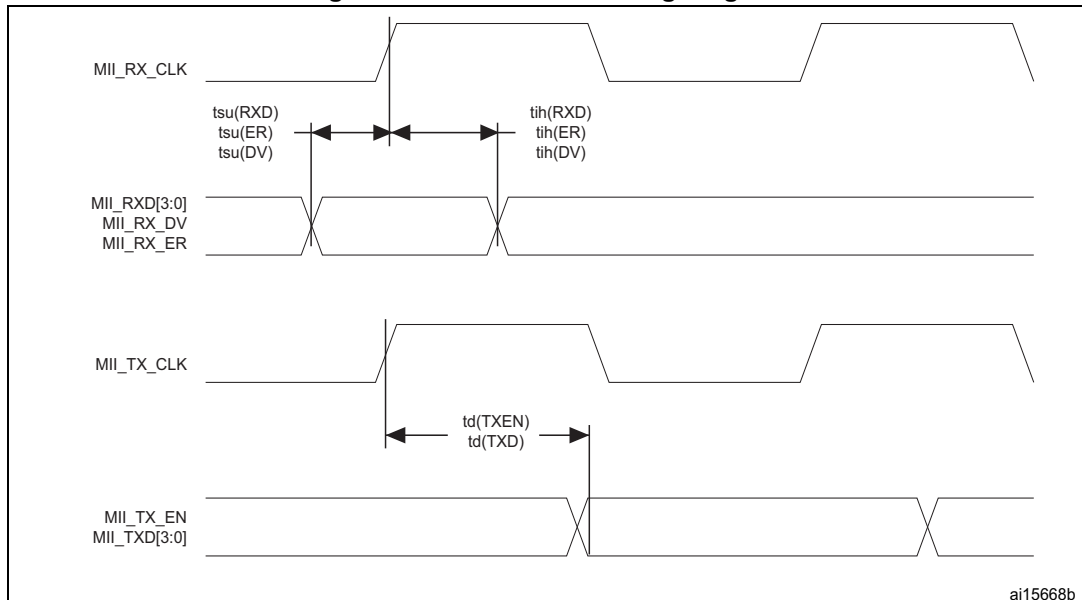 MII_RX_CLK
tsu(RXD)
tsu(ER)
tsu(DV)
tih(RXD)
tih(ER)
tih(DV)
MII_RXD[3:0]
MII_RX_DV
MII_RX_ER
MII_TX_CLK
td(TXEN)
td(TXD)
MII_TX_EN
MII_TXD[3:0]
ai15668b